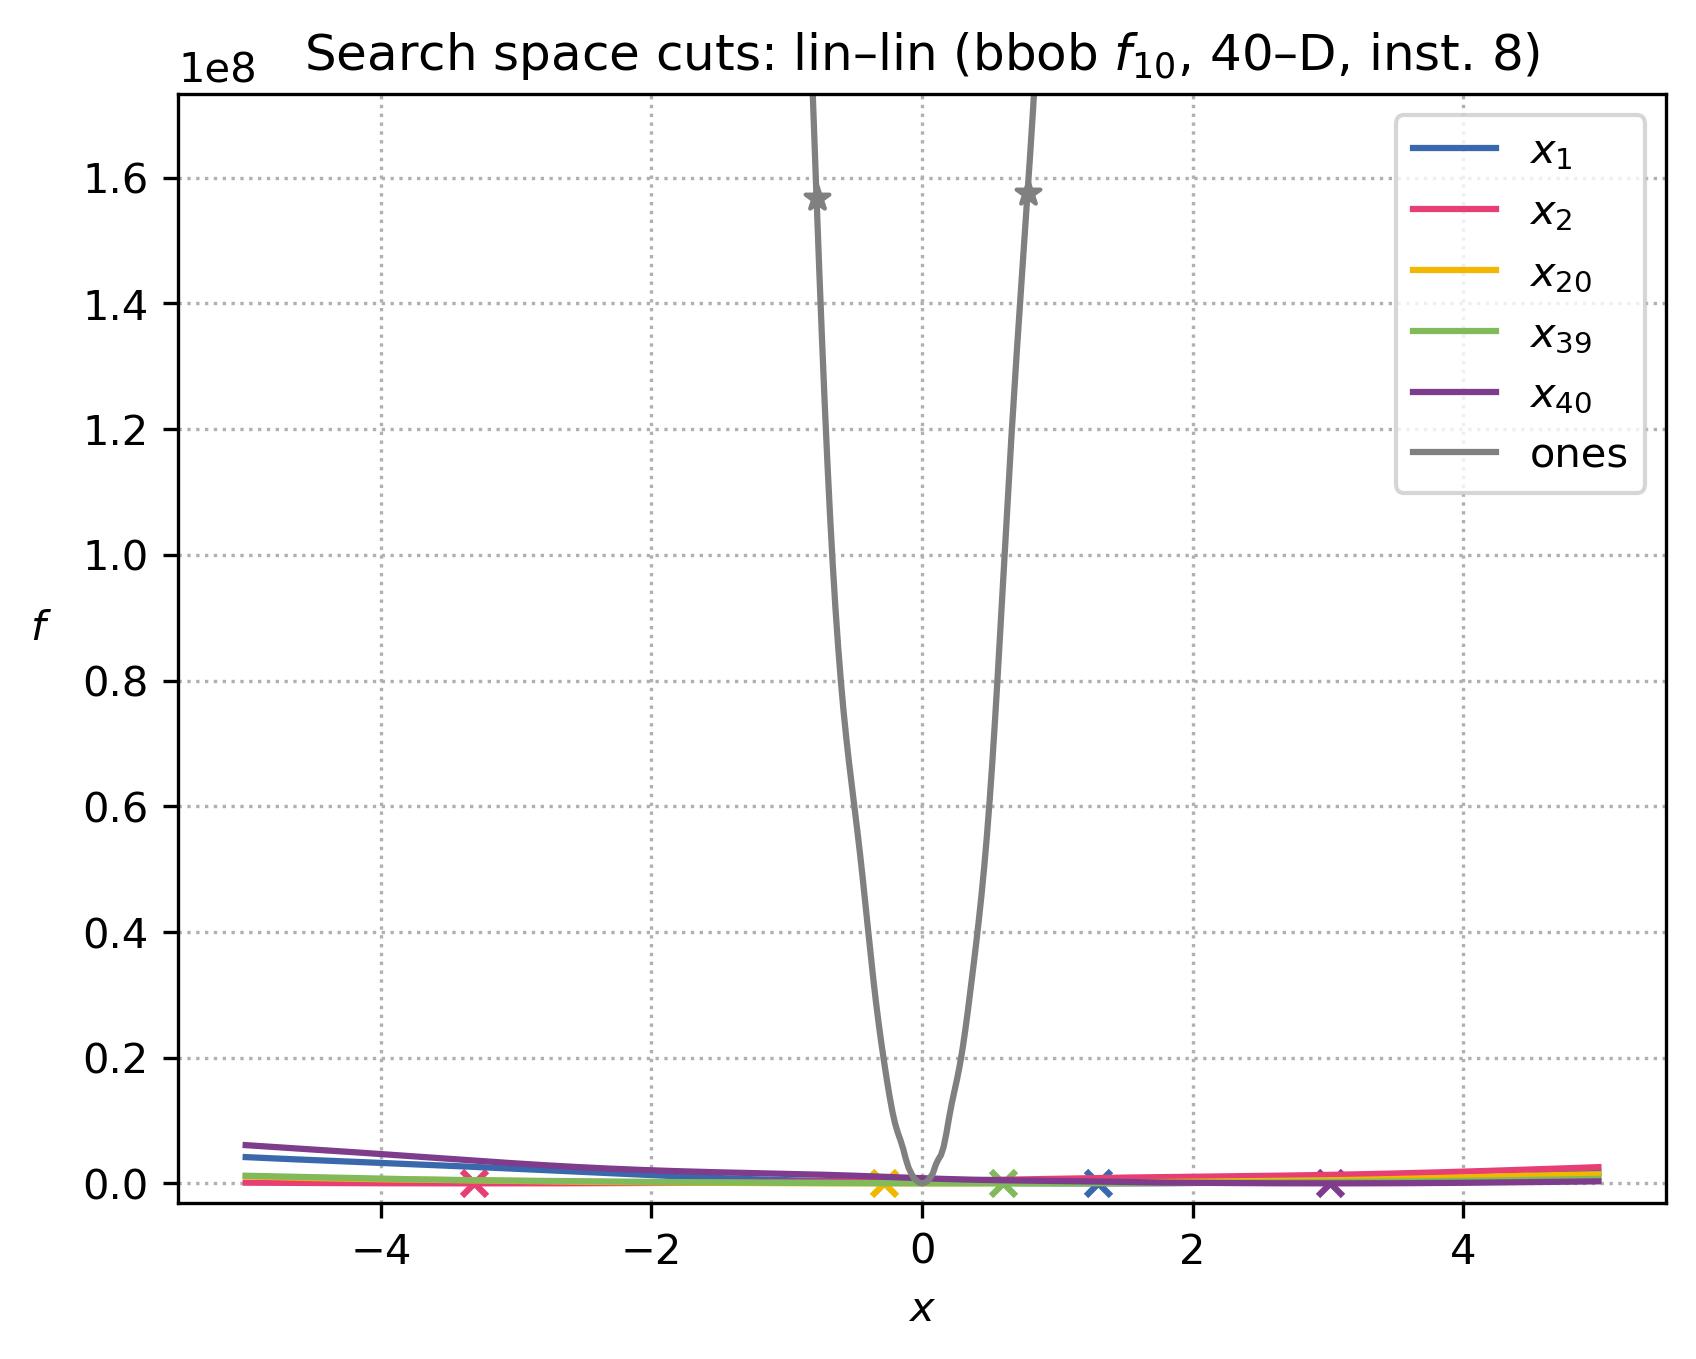 Search space cuts: lin–lin (bbob f10, 40–D, inst. 8)
1e8
1.6
1.4
1.2
1.0
0.8
0.6
0.4
0.2
0.0
f
−4
−2
0
2
4
x
x1
x2
x20
x39
x40
ones